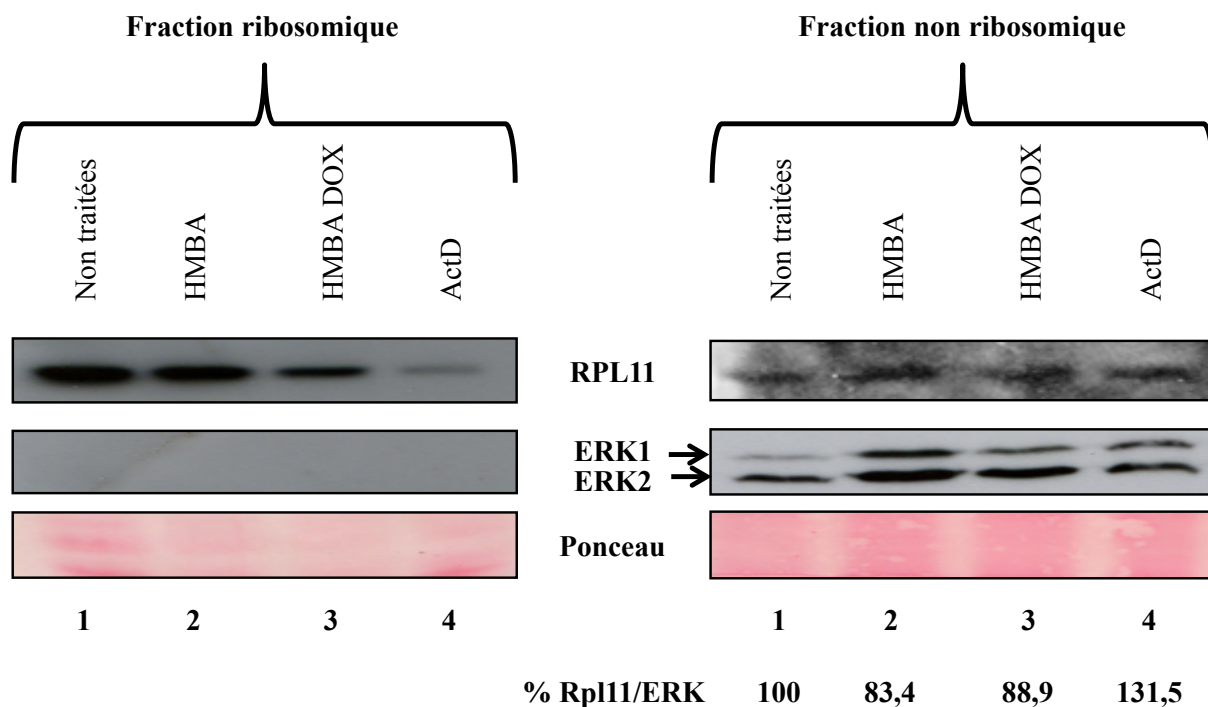 Fraction ribosomique
Fraction non ribosomique
Non traitées
HMBA
HMBA DOX
ActD
Non traitées
HMBA
HMBA DOX
ActD
RPL11
ERK1
ERK2
Ponceau
1 2 3 4
1 2 3 4
% Rpl11/ERK 100 83,4 88,9 131,5